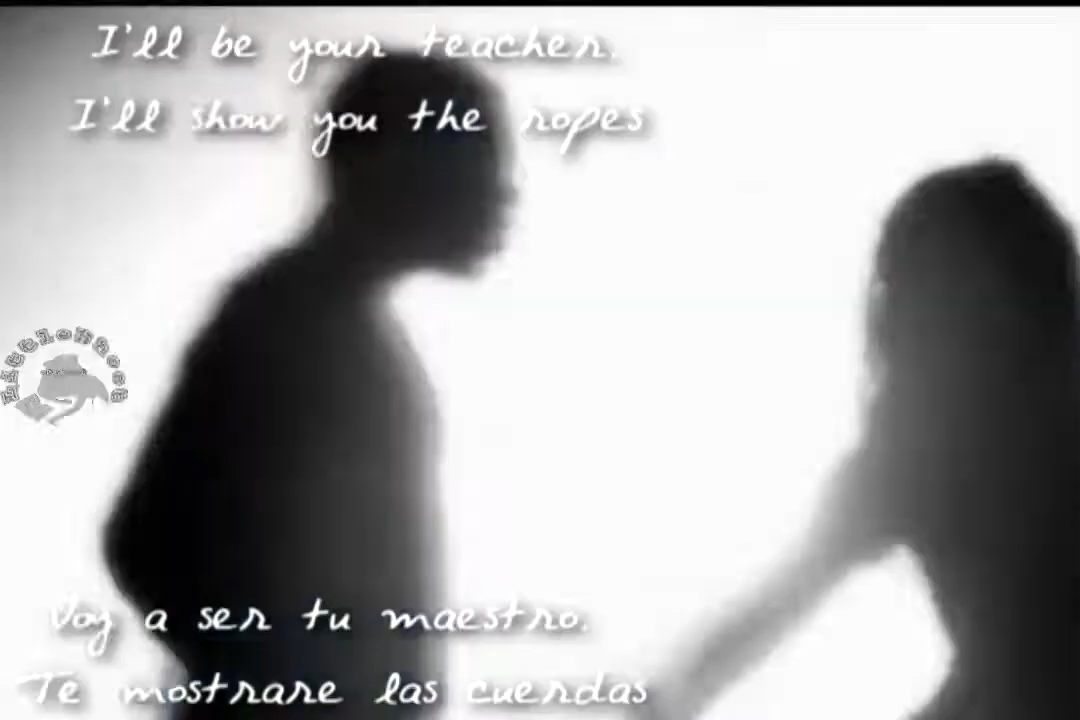 I'll be your teacher.
I'll show you the ropes
Voy a ser tu maestro.
Te mostrare las cuerdas